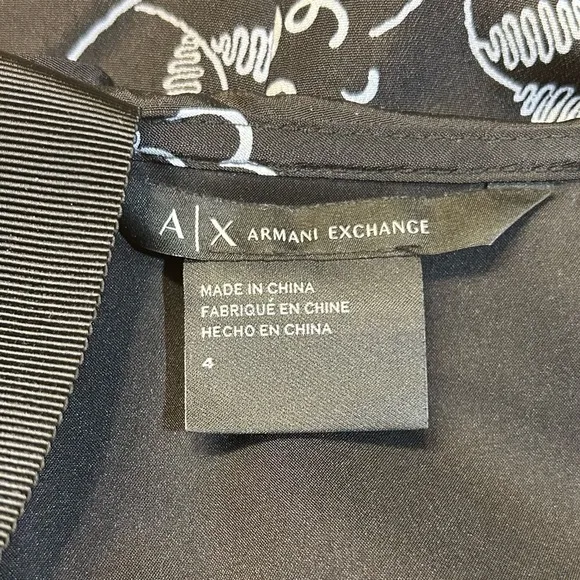 A|X ARMANI EXCHANGE
MADE IN CHINA
FABRIQUÉ EN CHINE
HECHO EN CHINA
4